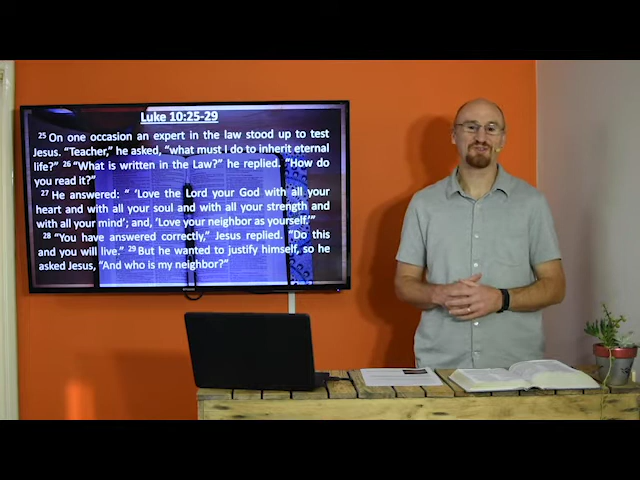 Luke 10:25-29
25 On one occasion an expert in the law stood up to test
Jesus. “Teacher,” he asked, “what must I do to inherit eternal
life?” 26 “What is written in the Law?” he replied. “How do
you read it?”
27 He answered: “ ‘Love the Lord your God with all your
heart and with all your soul and with all your strength and
with all your mind’; and, ‘Love your neighbor as yourself.’”
28 “You have answered correctly,” Jesus replied. “Do this
and you will live.” 29 But he wanted to justify himself, so he
asked Jesus, “And who is my neighbor?”